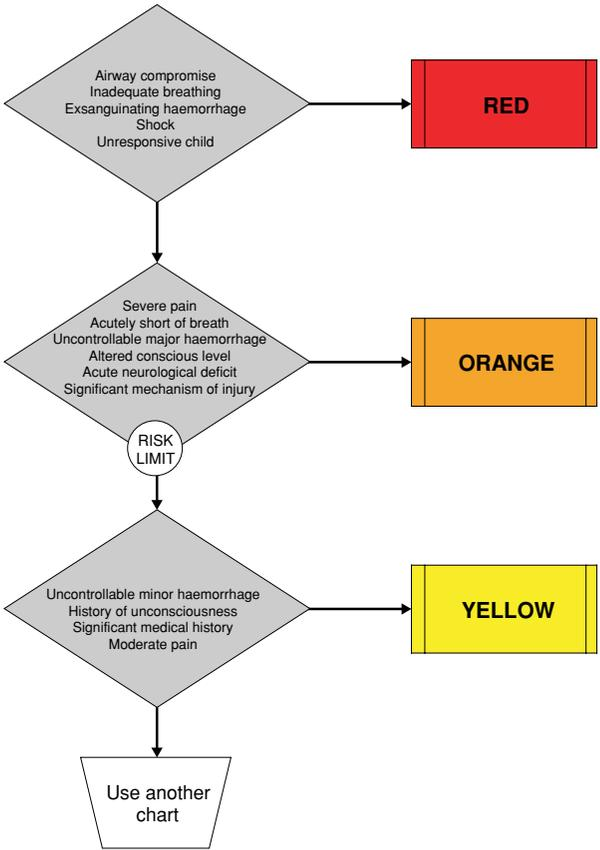 Airway compromise
Inadequate breathing
Exsanguinating haemorrhage
Shock
Unresponsive child
RED
Severe pain
Acutely short of breath
Uncontrollable major haemorrhage
Altered conscious level
Acute neurological deficit
Significant mechanism of injury
ORANGE
RISK
LIMIT
Uncontrollable minor haemorrhage
History of unconsciousness
Significant medical history
Moderate pain
YELLOW
Use another
chart